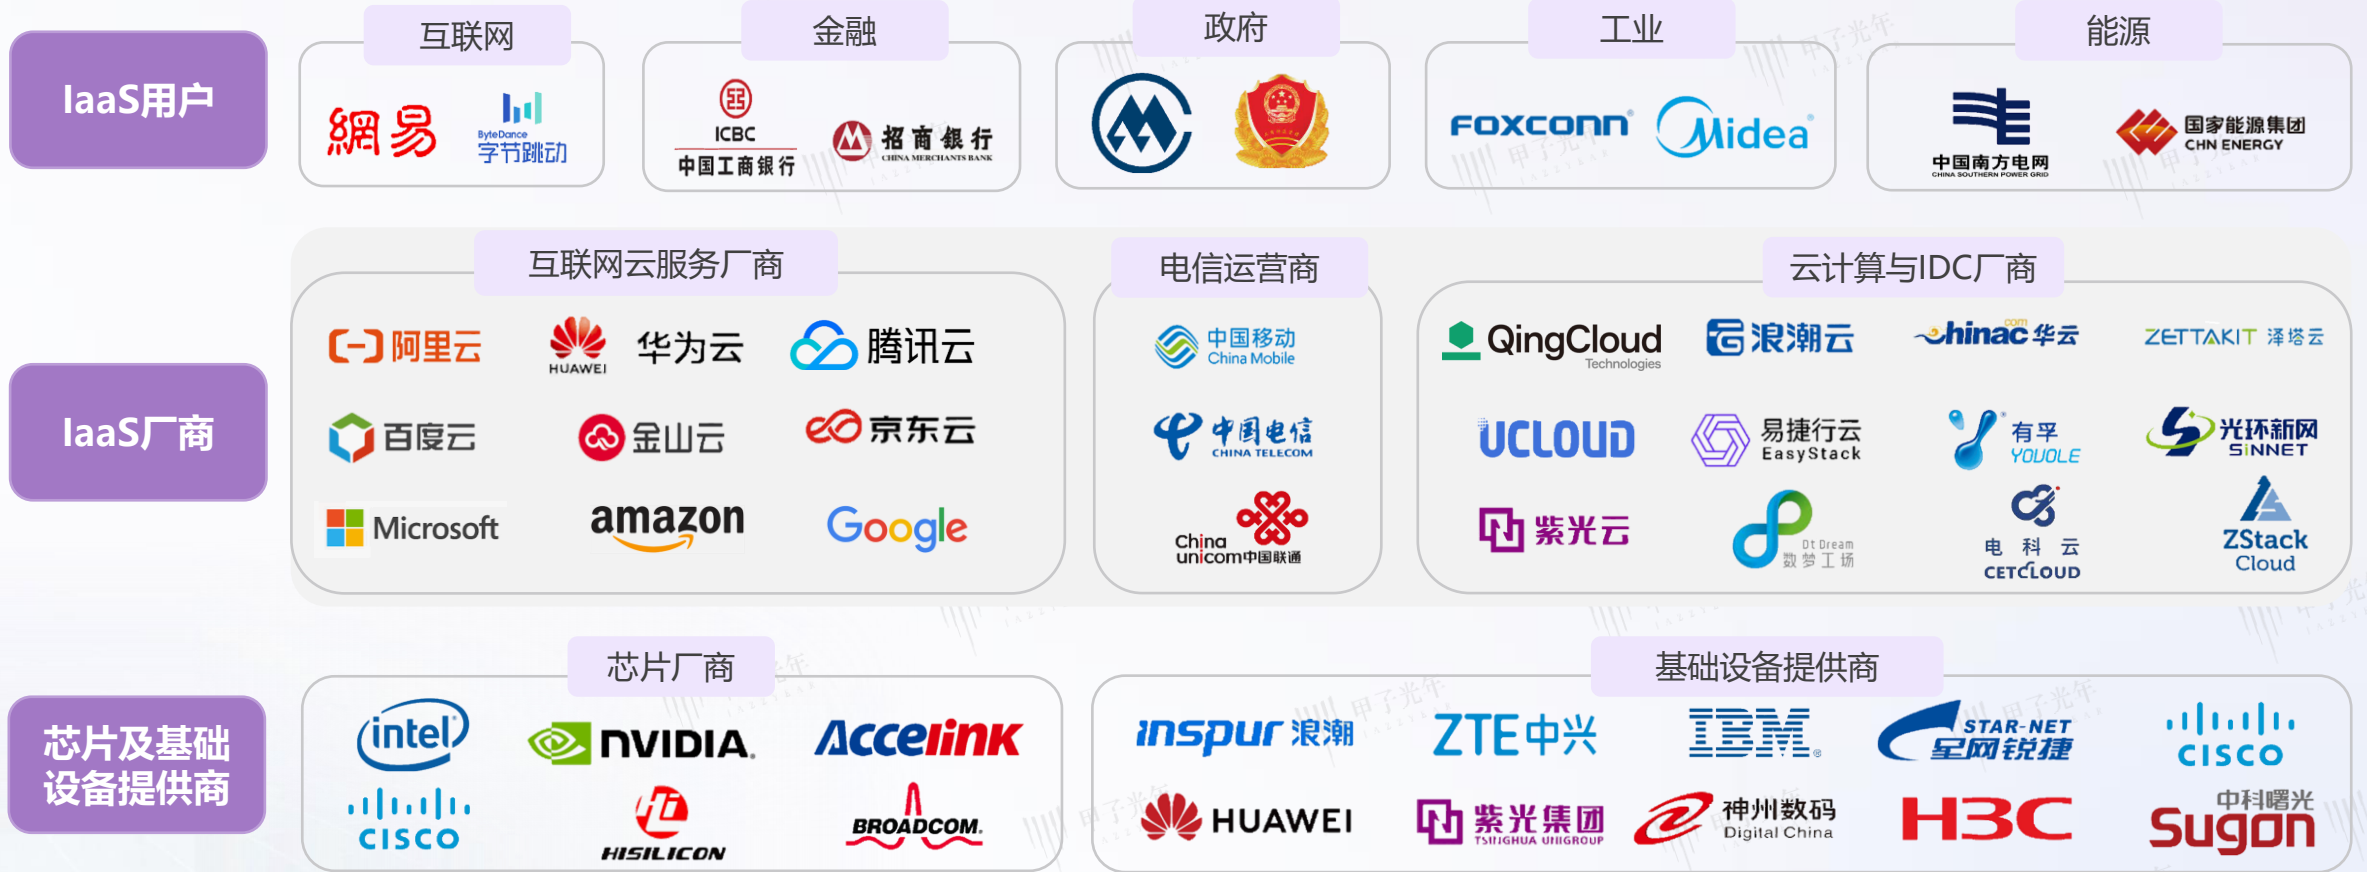 互联网
金融
政府
工业
能源
IaaS用户
網易
ByteDance
字节跳动
ICBC
中国工商银行
招商银行
CHINA MERCHANTS BANK
FOXCONN
Midea
中国南方电网
CHINA SOUTHERN POWER GRID
国家能源集团
CHN ENERGY
互联网云服务厂商
电信运营商
云计算与IDC厂商
IaaS厂商
阿里云
HUAWEI
华为云
腾讯云
百度云
金山云
京东云
Microsoft
amazon
Google
中国移动
China Mobile
中国电信
CHINA TELECOM
China
unicom中国联通
QingCloud
Technologies
浪潮云
Chinac.com华云
ZETTAKIT 泽塔云
UCLOUD
易捷行云
EasyStack
有孚
YOVOLE
光环新网
SiNNET
紫光云
Dt Dream
数梦工场
电科云
CETCLOUD
ZStack
Cloud
芯片厂商
基础设备提供商
芯片及基础
设备提供商
intel
NVIDIA
Accelink
CISCO
Hi
HISILICON
BROADCOM
inspur 浪潮
ZTE中兴
IBM
STAR-NET
星网锐捷
CISCO
HUAWEI
紫光集团
TSINGHUA UNIGROUP
神州数码
Digital China
H3C
中科曙光
Sugon
甲子光年
JAZZYEAR